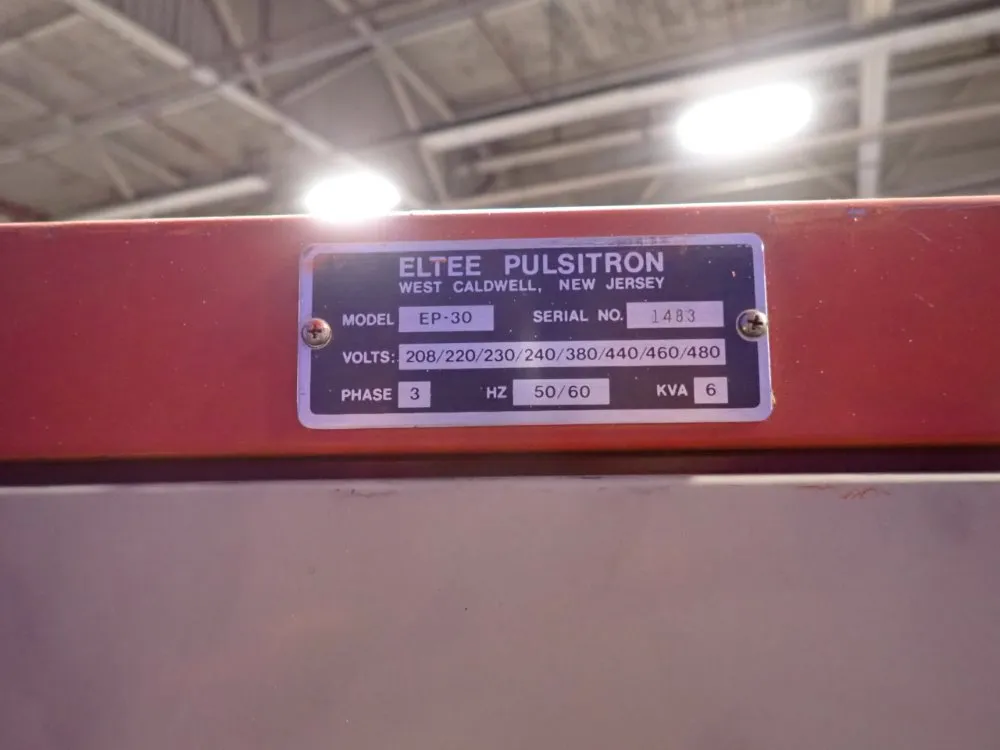 ELTEE PULSITRON
WEST CALDWELL, NEW JERSEY
MODEL EP-30 SERIAL NO. 1483
VOLTS: 208/220/230/240/380/440/460/480
PHASE 3 HZ 50/60 KVA 6